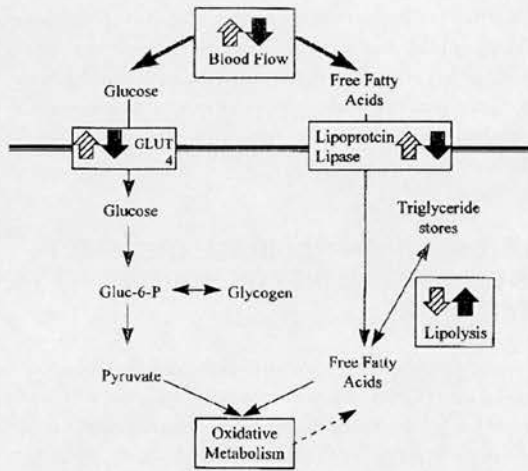 Blood Flow
Glucose
Free Fatty
Acids
GLUT
4
Lipoprotcin
Lipase
Glucose
Triglyceride
stores
Gluc-6-P
Glycogen
Lipolysis
Pyruvate
Free Fatty
Acids
Oxidative
Metabolism